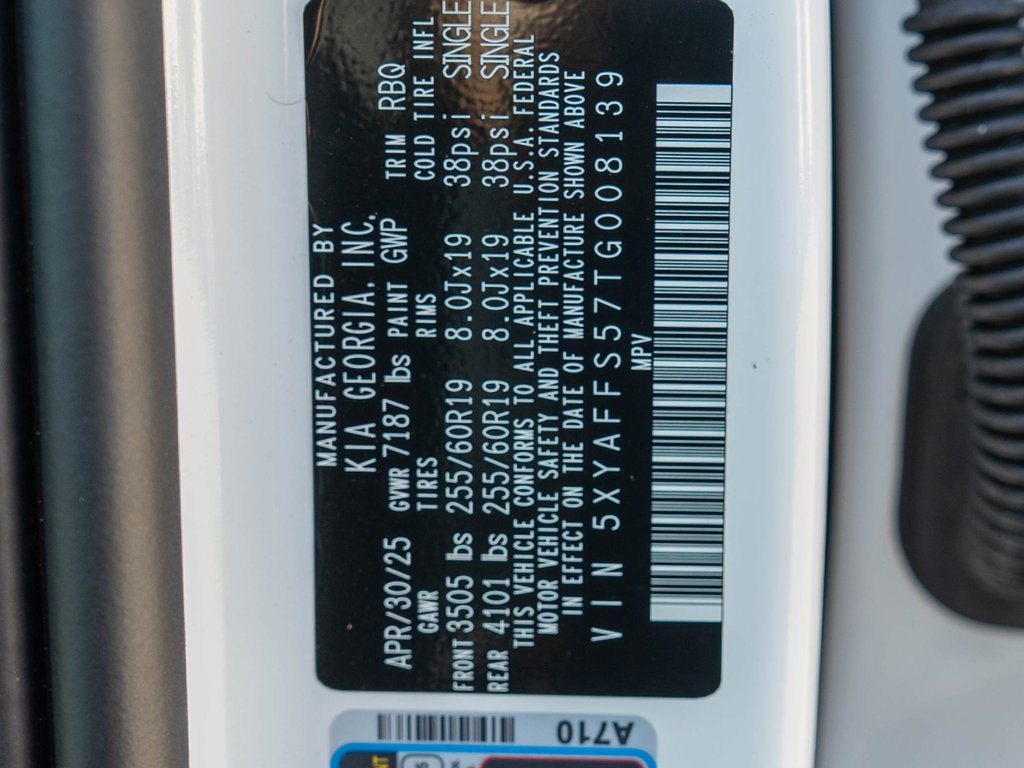 MANUFACTURED BY
KIA GEORGIA, INC.
APR/30/25 GVWR 7187 lbs PAINT GWP TRIM RBQ
GAWR TIRES RIMS COLD TIRE INFL
FRONT 3505 lbs 255/60R19 8.0Jx19 38psi SINGLE
REAR 4101 lbs 255/60R19 8.0Jx19 38psi SINGLE
THIS VEHICLE CONFORMS TO ALL APPLICABLE U.S.A. FEDERAL
MOTOR VEHICLE SAFETY AND THEFT PREVENTION STANDARDS
IN EFFECT ON THE DATE OF MANUFACTURE SHOWN ABOVE
VIN 5XYAFFS57TG008139
MPV
A710